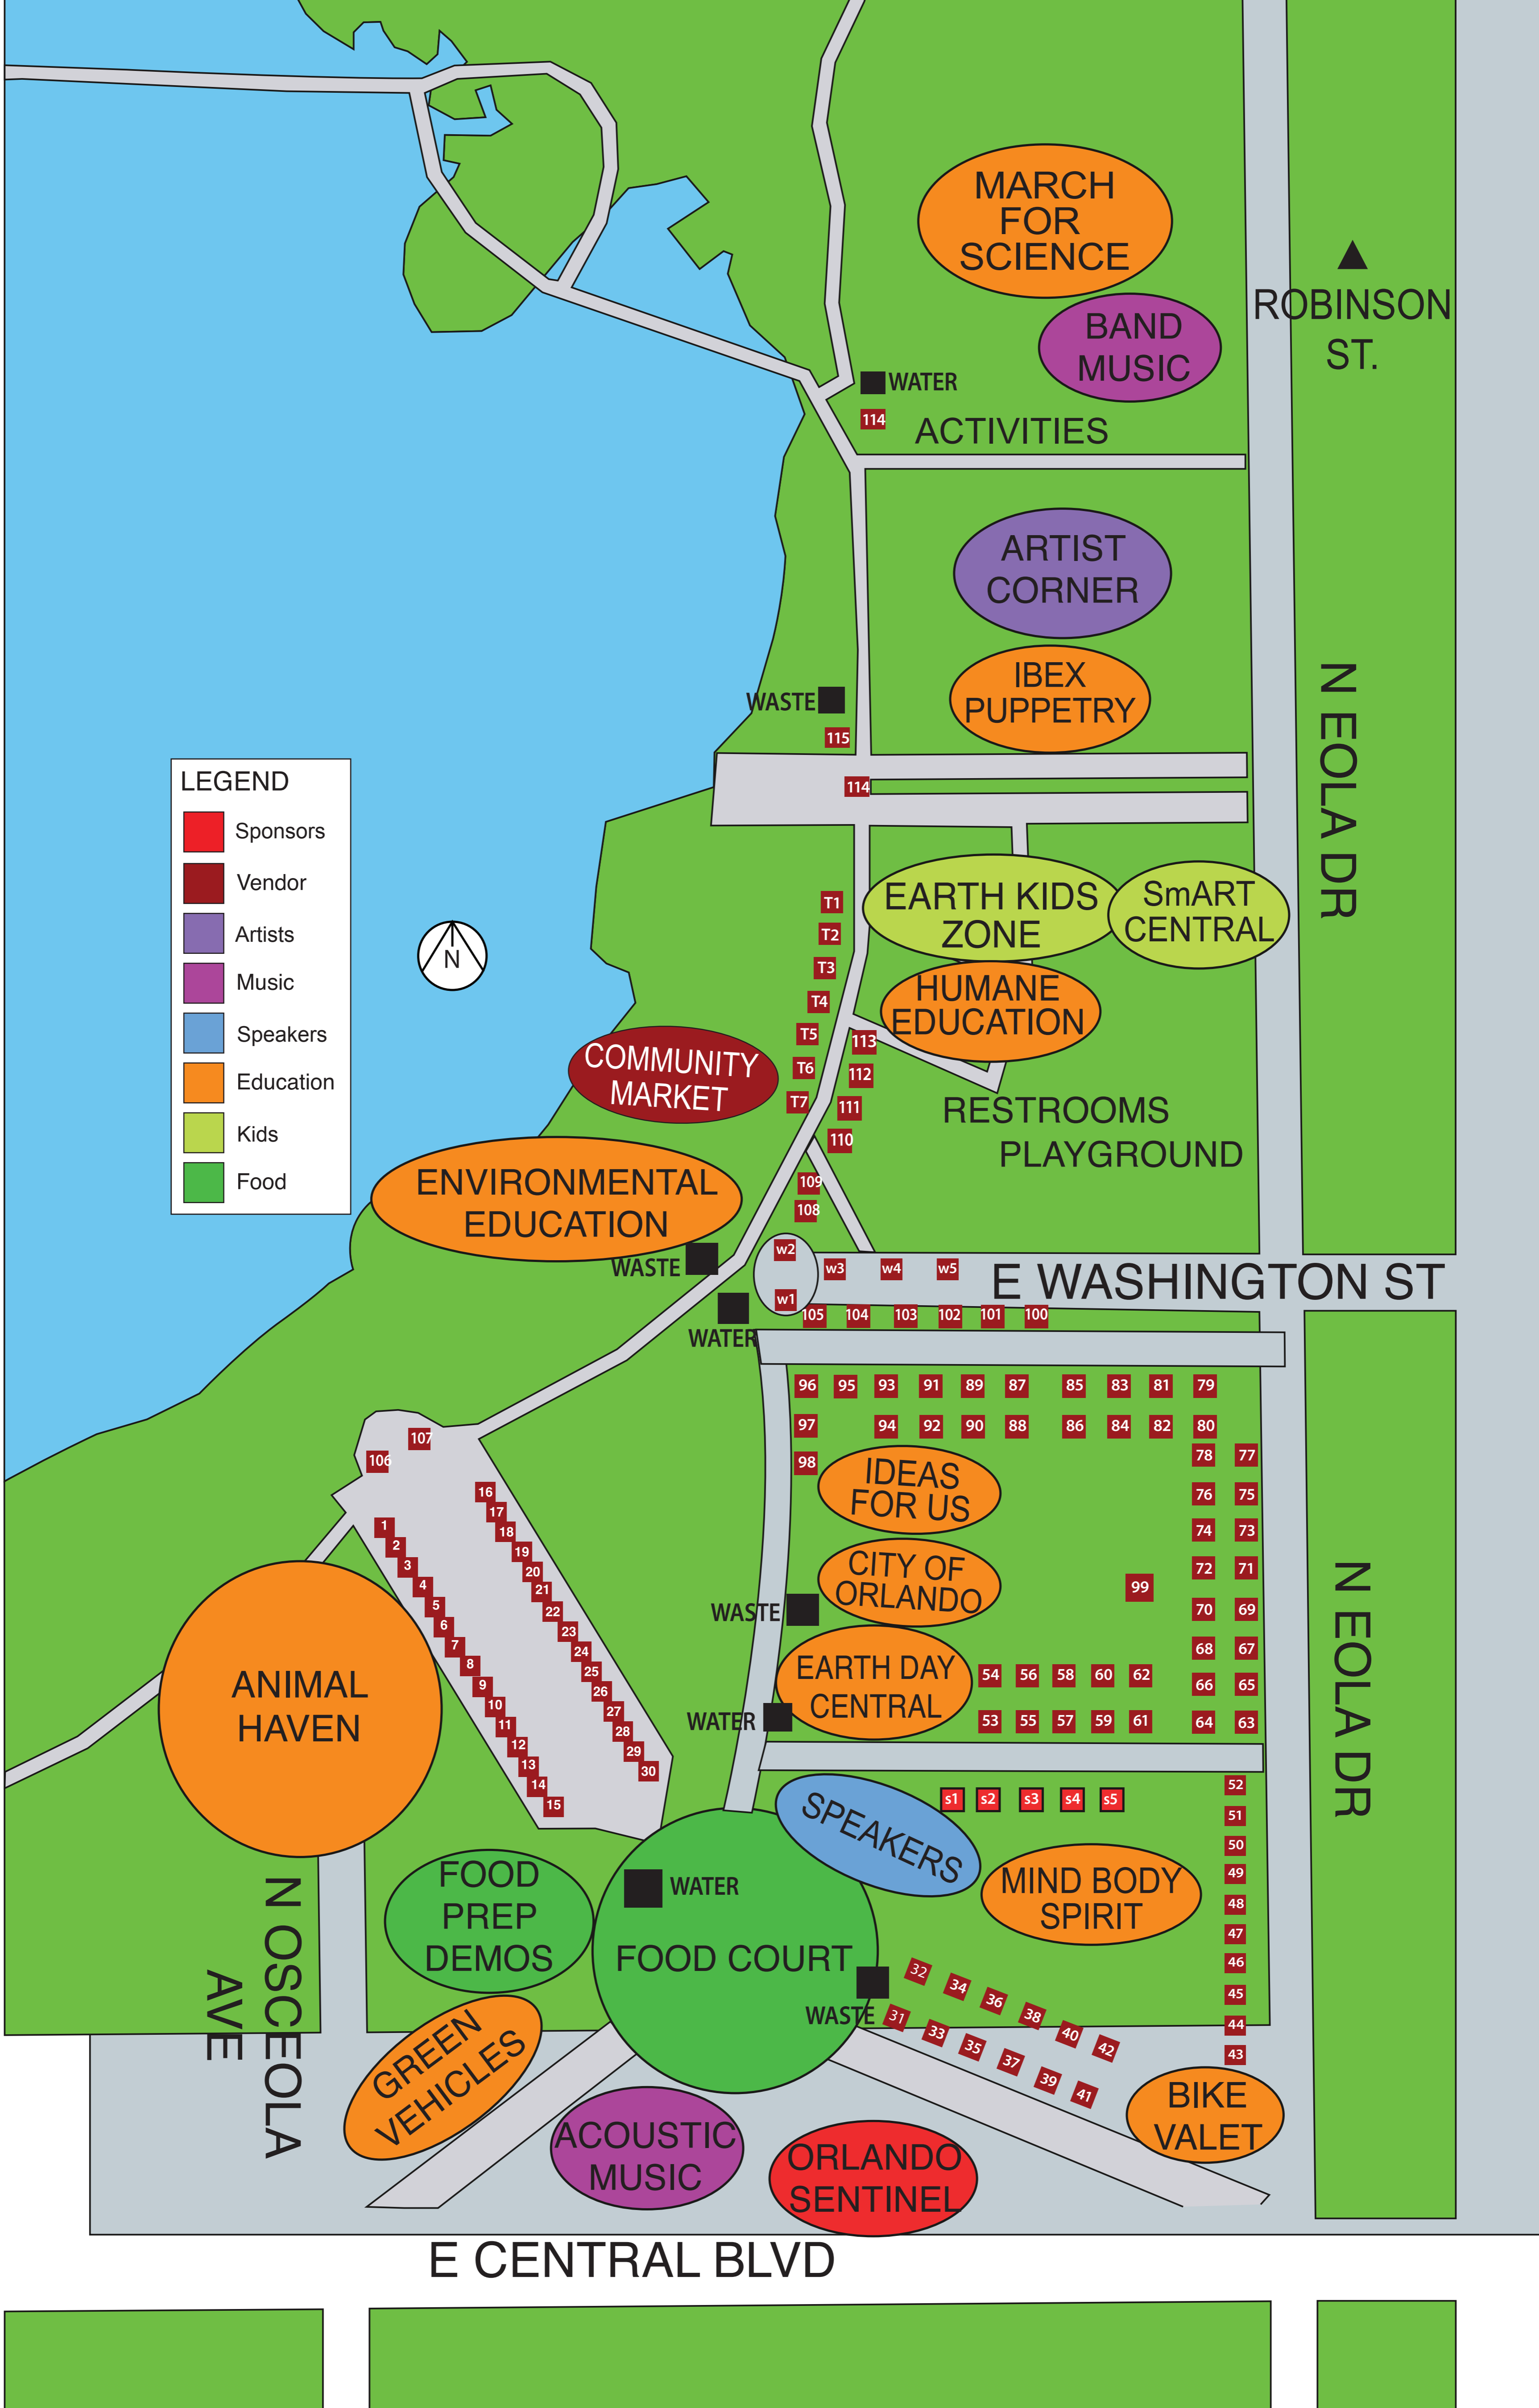 MARCH
FOR
SCIENCE
BAND
MUSIC
ROBINSON
ST.
WATER
114
ACTIVITIES
ARTIST
CORNER
IBEX
PUPPETRY
WASTE
115
114
N EOLA DR
LEGEND
Sponsors
Vendor
Artists
Music
Speakers
Education
Kids
Food
N
T1
T2
T3
T4
T5
T6
T7
EARTH KIDS
ZONE
SmART
CENTRAL
HUMANE
EDUCATION
113
112
111
110
109
108
COMMUNITY
MARKET
RESTROOMS
PLAYGROUND
ENVIRONMENTAL
EDUCATION
WASTE
WATER
w2
w1
w3 w4 w5
E WASHINGTON ST
105 104 103 102 101 100
96 95 93 91 89 87 85 83 81 79
97 94 92 90 88 86 84 82 80
98
78 77
76 75
74 73
72 71
70 69
68 67
66 65
64 63
99
IDEAS
FOR US
CITY OF
ORLANDO
WASTE
EARTH DAY
CENTRAL
WATER
54 56 58 60 62
53 55 57 59 61
107
106
1
2
3
4
5
6
7
8
9
10
11
12
13
14
15
16
17
18
19
20
21
22
23
24
25
26
27
28
29
30
ANIMAL
HAVEN
N EOLA DR
SPEAKERS
s1 s2 s3 s4 s5
52
51
50
49
48
47
46
45
44
43
MIND BODY
SPIRIT
FOOD
PREP
DEMOS
WATER
FOOD COURT
WASTE
32 34 36 38 40 42
31 33 35 37 39 41
N OSCEOLA
AVE
GREEN
VEHICLES
ACOUSTIC
MUSIC
ORLANDO
SENTINEL
BIKE
VALET
E CENTRAL BLVD